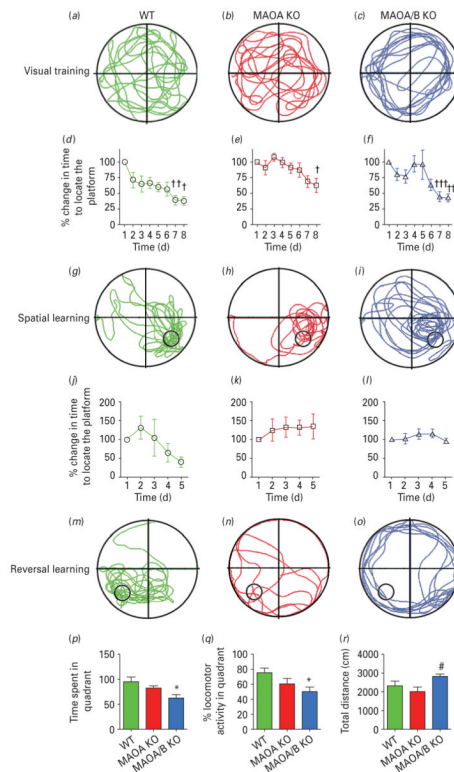 WT MAOA KO MAOA/B KO
(a) (b) (c)
Visual training
(d) (e) (f)
% change in time
to locate the
platform
100
75
50
25
0
100
75
50
25
0
100
75
50
25
0
†† † † ††† ††
1 2 3 4 5 6 7 8 1 2 3 4 5 6 7 8 1 2 3 4 5 6 7 8
Time (d) Time (d) Time (d)
(g) (h) (i)
Spatial learning
(j) (k) (l)
% change in time
to locate the platform
200
150
100
50
0
200
150
100
50
0
200
150
100
50
0
1 2 3 4 5 1 2 3 4 5 1 2 3 4 5
Time (d) Time (d) Time (d)
(m) (n) (o)
Reversal learning
(p) (q) (r)
Time spent in
quadrant
150
100
50
0
*
WT MAOA KO MAOA/B KO
% locomotor
activity in quadrant
100
80
60
40
20
0
*
WT MAOA KO MAOA/B KO
Total distance (cm)
4000
3000
2000
1000
0
#
WT MAOA KO MAOA/B KO